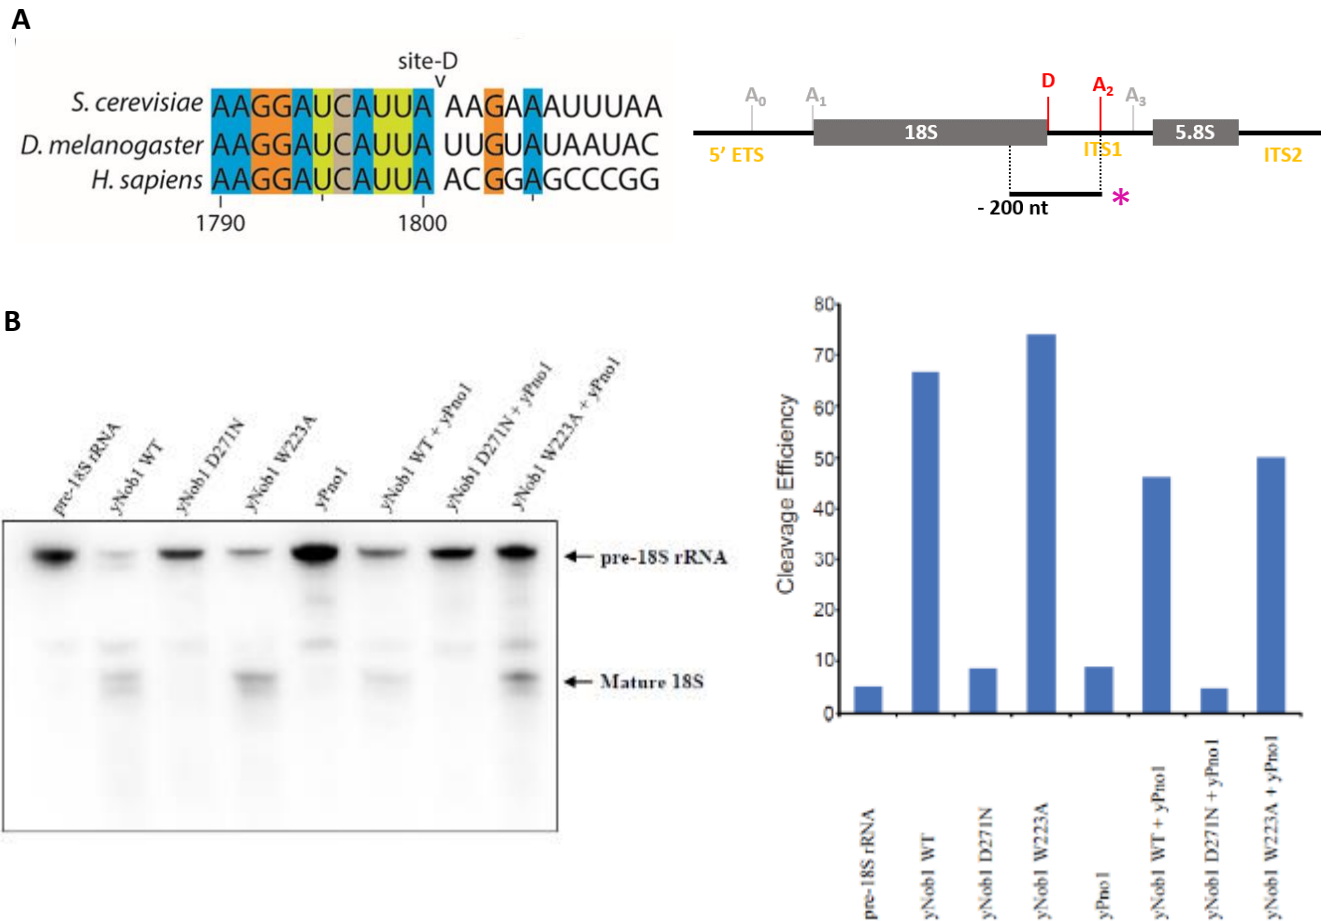 A
site-D
v
S. cerevisiae AAGGAUCAUUA AAGAAAUUUAA
D. melanogaster AAGGAUCAUUA UUGUAUAAUAC
H. sapiens AAGGAUCAUUA ACGGAGCCCGG
1790 1800
A0 A1 D A2 A3
18S 5.8S
5' ETS ITS1 ITS2
- 200 nt *
B
pre-18S rRNA
yNob1 WT
yNob1 D271N
yNob1 W223A
yPno1
yNob1 WT + yPno1
yNob1 D271N + yPno1
yNob1 W223A + yPno1
pre-18S rRNA
Mature 18S
Cleavage Efficiency
80
70
60
50
40
30
20
10
0
pre-18S rRNA
yNob1 WT
yNob1 D271N
yNob1 W223A
yPno1
yNob1 WT + yPno1
yNob1 D271N + yPno1
yNob1 W223A + yPno1